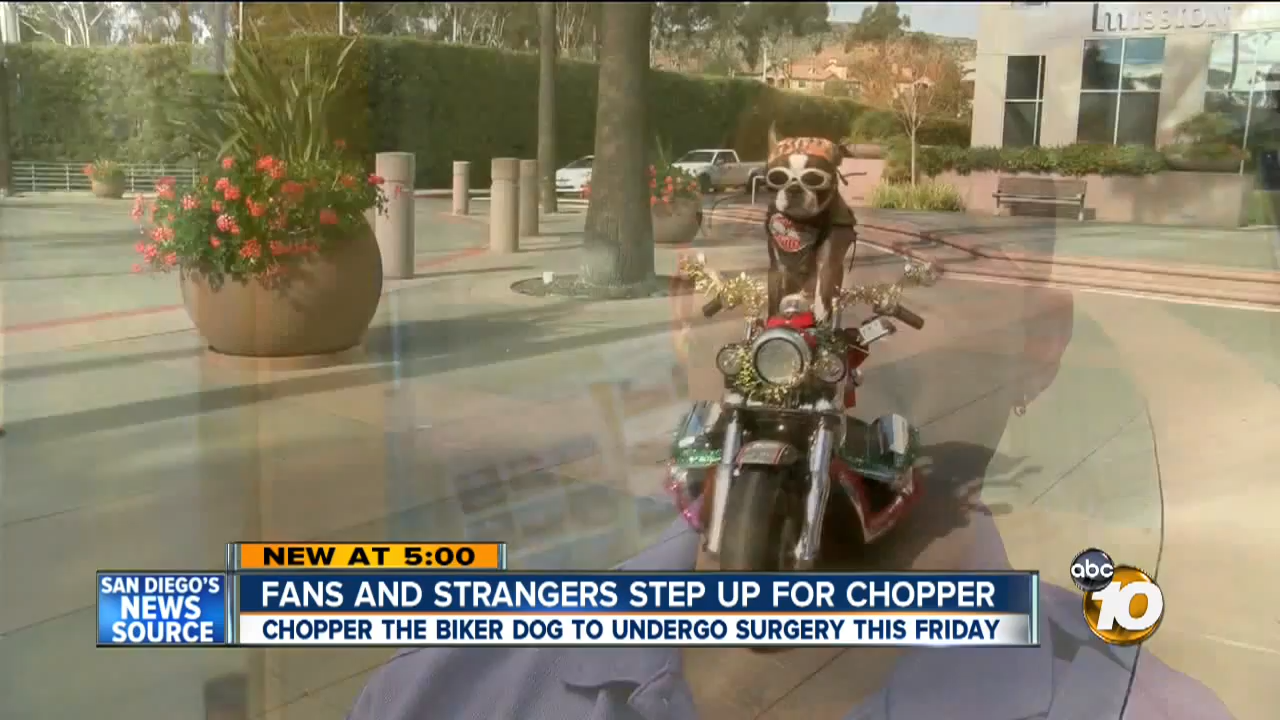 mission
NEW AT 5:00
SAN DIEGO'S
NEWS
SOURCE
FANS AND STRANGERS STEP UP FOR CHOPPER
CHOPPER THE BIKER DOG TO UNDERGO SURGERY THIS FRIDAY
abc
10